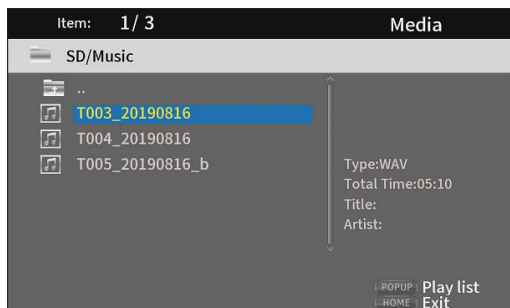 Item: 1/ 3 Media
SD/Music
..
T003_20190816
T004_20190816
T005_20190816_b
Type:WAV
Total Time:05:10
Title:
Artist:
POPUP Play list
HOME Exit